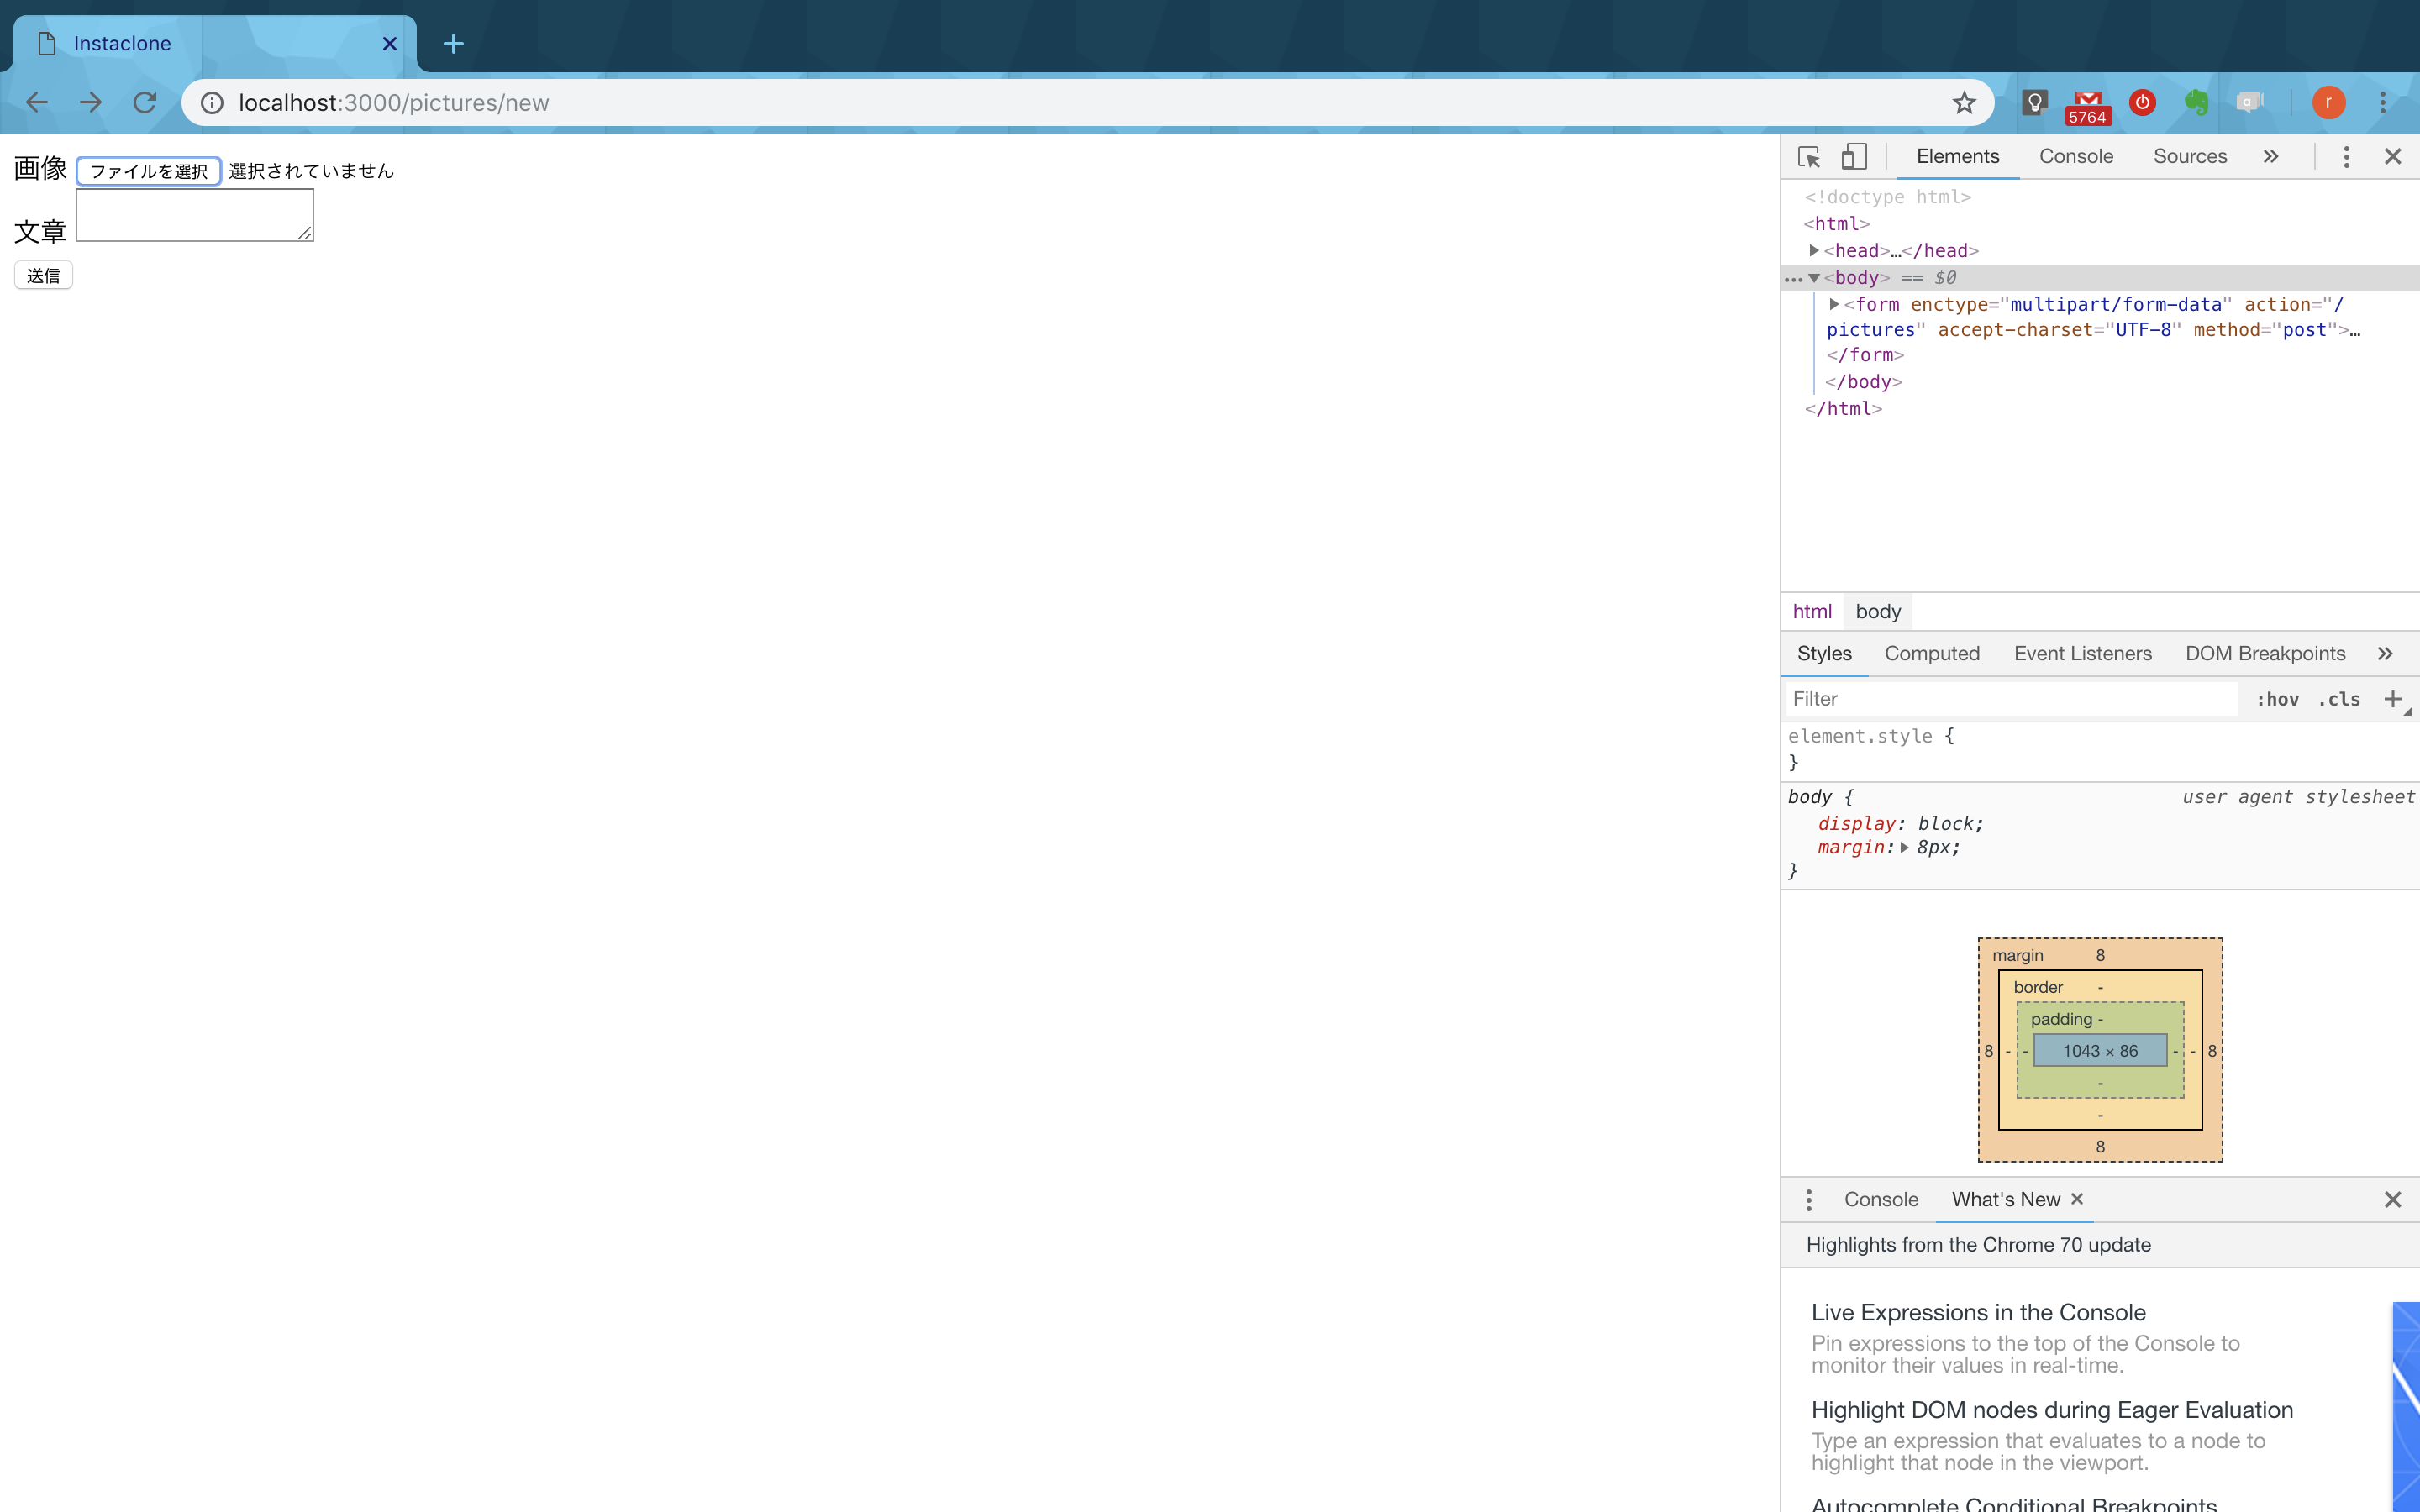 Instaclone
localhost:3000/pictures/new
5764
a
r
画像 ファイルを選択 選択されていません
文章
送信
Elements Console Sources
<!doctype html>
<html>
<head>…</head>
<body> == $0
<form enctype="multipart/form-data" action="/
pictures" accept-charset="UTF-8" method="post">…
</form>
</body>
</html>
html body
Styles Computed Event Listeners DOM Breakpoints
Filter :hov .cls
element.style {
}
body { user agent stylesheet
display: block;
margin: 8px;
}
margin 8
border -
padding -
8 - - 1043 × 86 - - 8
-
-
8
Console What's New
Highlights from the Chrome 70 update
Live Expressions in the Console
Pin expressions to the top of the Console to
monitor their values in real-time.
Highlight DOM nodes during Eager Evaluation
Type an expression that evaluates to a node to
highlight that node in the viewport.
Autocomplete Conditional Breakpoints